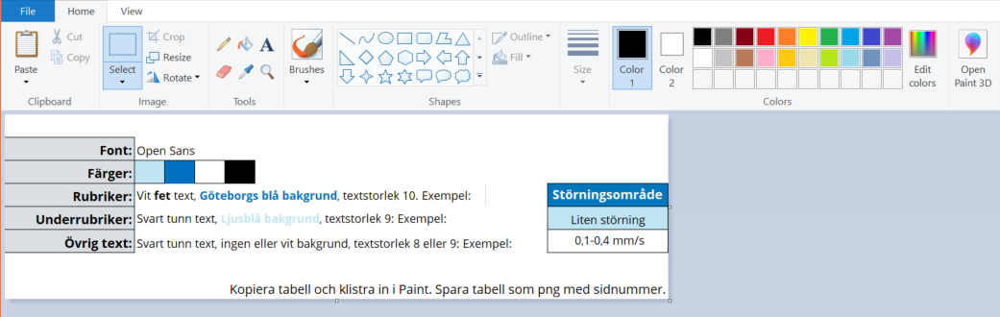 File Home View
Paste Cut Copy Select Crop Resize Rotate Brushes Outline Fill Size Color 1 Color 2 Edit colors Open Paint 3D
Clipboard Image Tools Shapes Colors
Font: Open Sans
Färger:
Rubriker: Vit fet text, Göteborgs blå bakgrund, textstorlek 10. Exempel: Störningsområde
Underrubriker: Svart tunn text, Ljusblå bakgrund, textstorlek 9: Exempel: Liten störning
Övrig text: Svart tunn text, ingen eller vit bakgrund, textstorlek 8 eller 9: Exempel: 0,1-0,4 mm/s
Kopiera tabell och klistra in i Paint. Spara tabell som png med sidnummer.